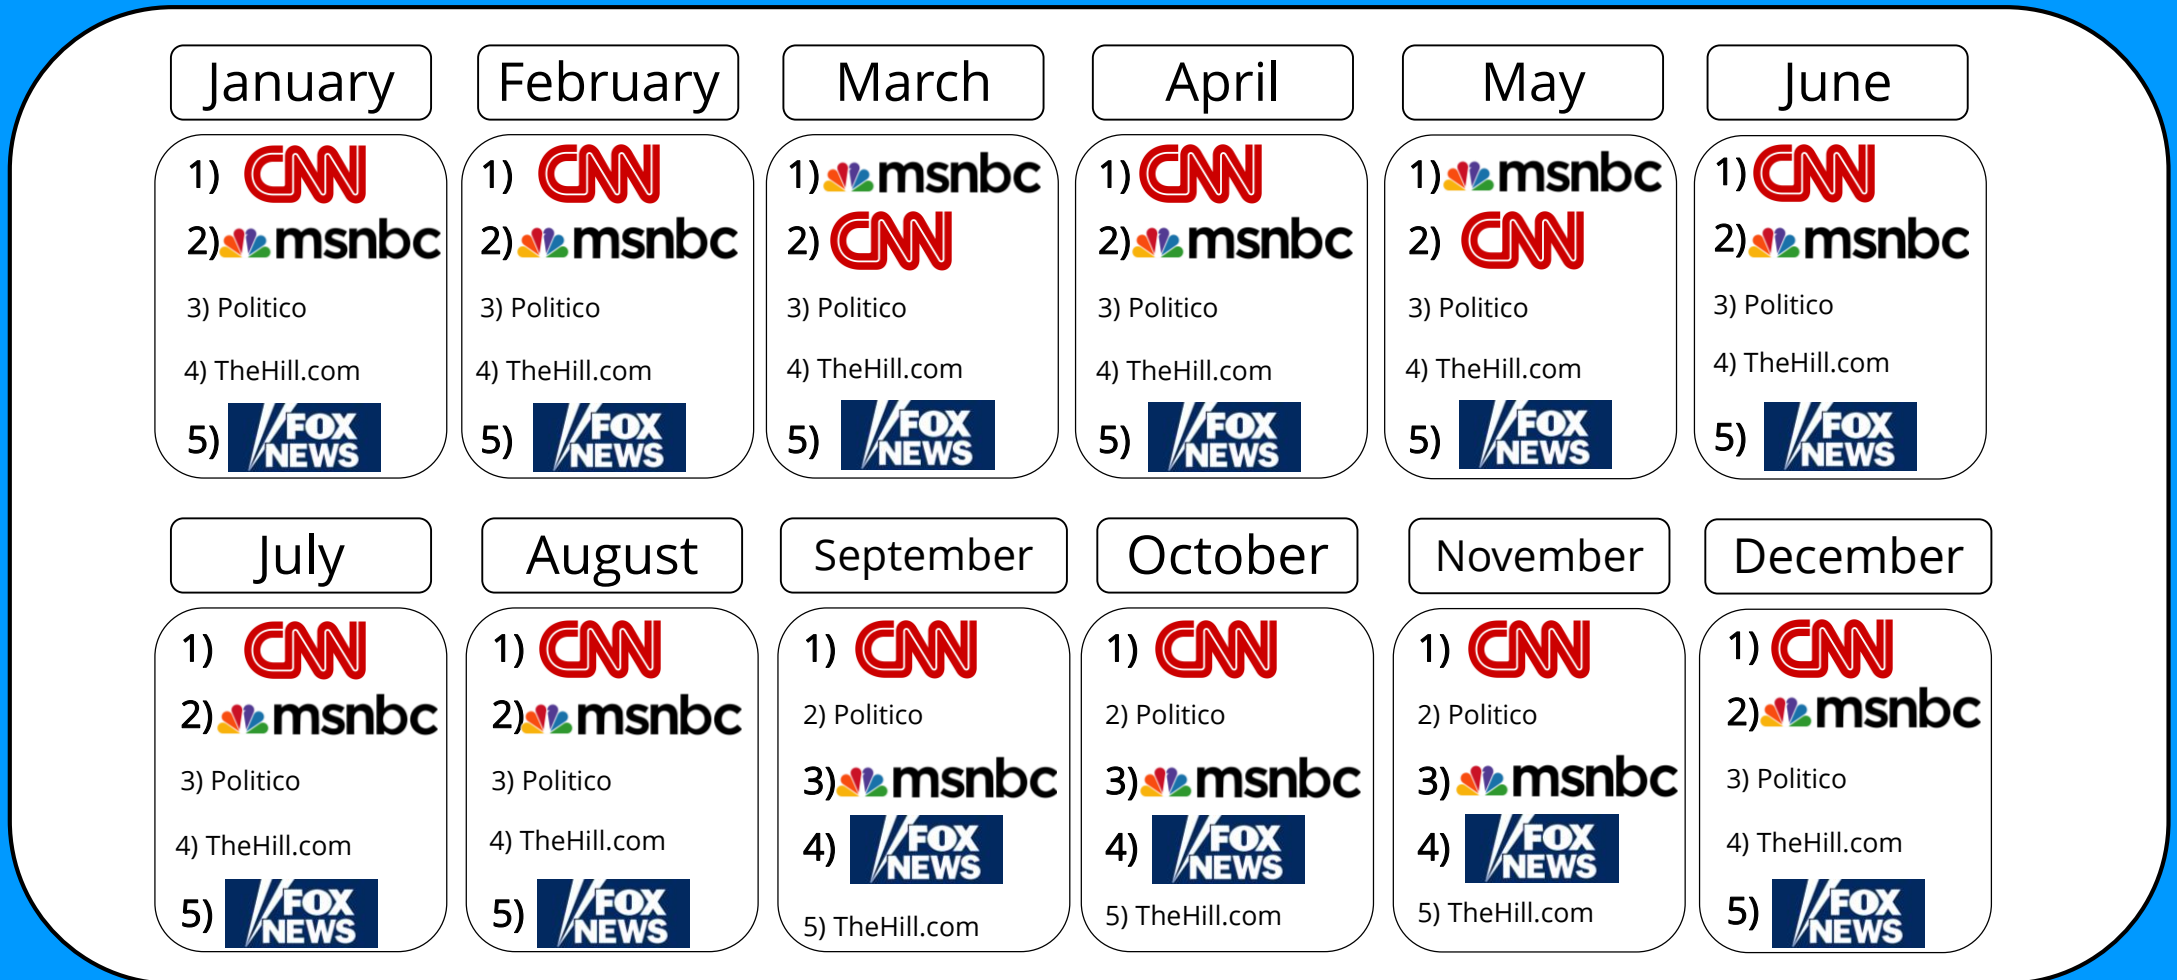 January
February
March
April
May
June
1) CNN
2) msnbc
3) Politico
4) TheHill.com
5) FOX
NEWS
1) CNN
2) msnbc
3) Politico
4) TheHill.com
5) FOX
NEWS
1) msnbc
2) CNN
3) Politico
4) TheHill.com
5) FOX
NEWS
1) CNN
2) msnbc
3) Politico
4) TheHill.com
5) FOX
NEWS
1) msnbc
2) CNN
3) Politico
4) TheHill.com
5) FOX
NEWS
1) CNN
2) msnbc
3) Politico
4) TheHill.com
5) FOX
NEWS
July
August
September
October
November
December
1) CNN
2) msnbc
3) Politico
4) TheHill.com
5) FOX
NEWS
1) CNN
2) msnbc
3) Politico
4) TheHill.com
5) FOX
NEWS
1) CNN
2) Politico
3) msnbc
4) FOX
NEWS
5) TheHill.com
1) CNN
2) Politico
3) msnbc
4) FOX
NEWS
5) TheHill.com
1) CNN
2) Politico
3) msnbc
4) FOX
NEWS
5) TheHill.com
1) CNN
2) msnbc
3) Politico
4) TheHill.com
5) FOX
NEWS